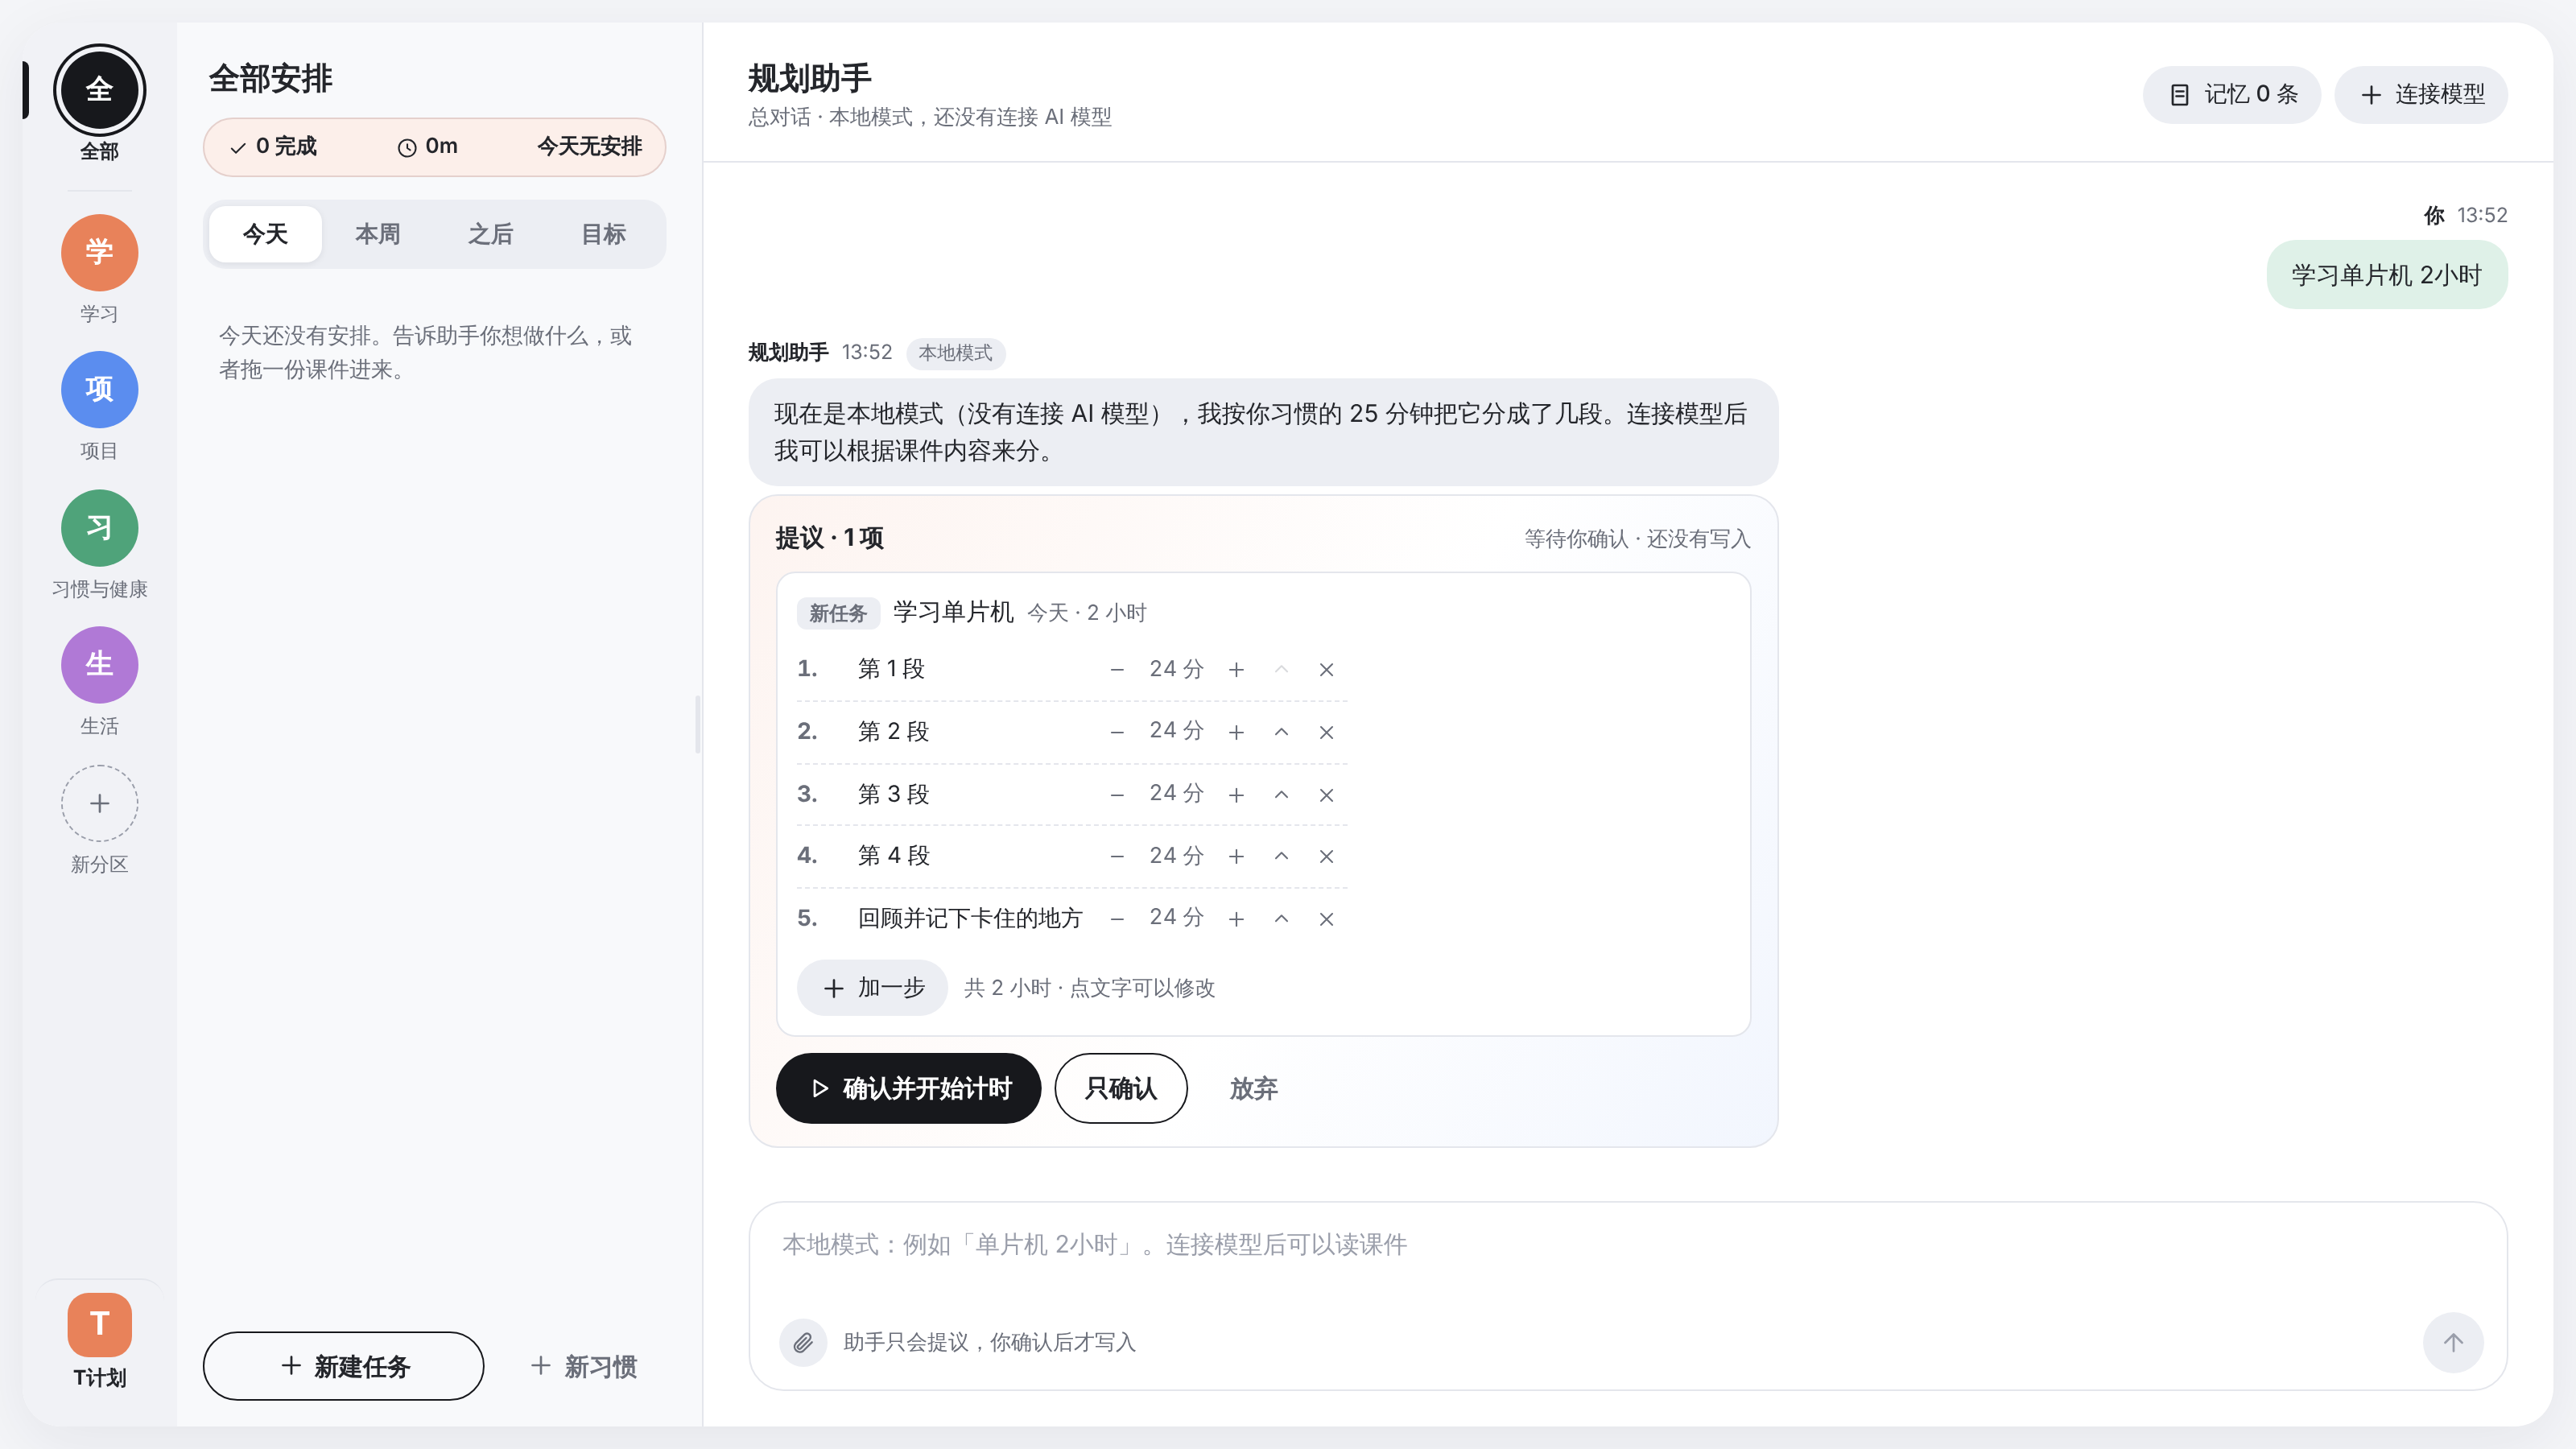 全
全部
学
学习
项
项目
习
习惯与健康
生
生活
新分区
T
T计划
全部安排
0 完成 0m 今天无安排
今天 本周 之后 目标
今天还没有安排。告诉助手你想做什么，或
者拖一份课件进来。
新建任务 新习惯
规划助手
总对话 · 本地模式，还没有连接 AI 模型
记忆 0 条 连接模型
你 13:52
学习单片机 2小时
规划助手 13:52 本地模式
现在是本地模式（没有连接 AI 模型），我按你习惯的 25 分钟把它分成了几段。连接模型后
我可以根据课件内容来分。
提议 · 1 项 等待你确认 · 还没有写入
新任务 学习单片机 今天 · 2 小时
1. 第 1 段 24 分
2. 第 2 段 24 分
3. 第 3 段 24 分
4. 第 4 段 24 分
5. 回顾并记下卡住的地方 24 分
加一步 共 2 小时 · 点文字可以修改
确认并开始计时 只确认 放弃
本地模式：例如「单片机 2小时」。连接模型后可以读课件
助手只会提议，你确认后才写入